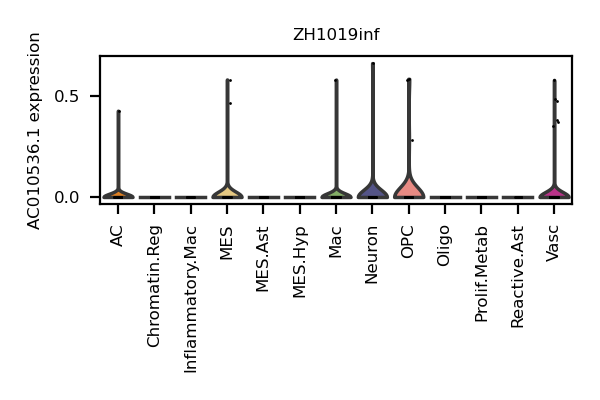 ZH1019inf
AC010536.1 expression
0.5
0.0
AC
Chromatin.Reg
Inflammatory.Mac
MES
MES.Ast
MES.Hyp
Mac
Neuron
OPC
Oligo
Prolif.Metab
Reactive.Ast
Vasc